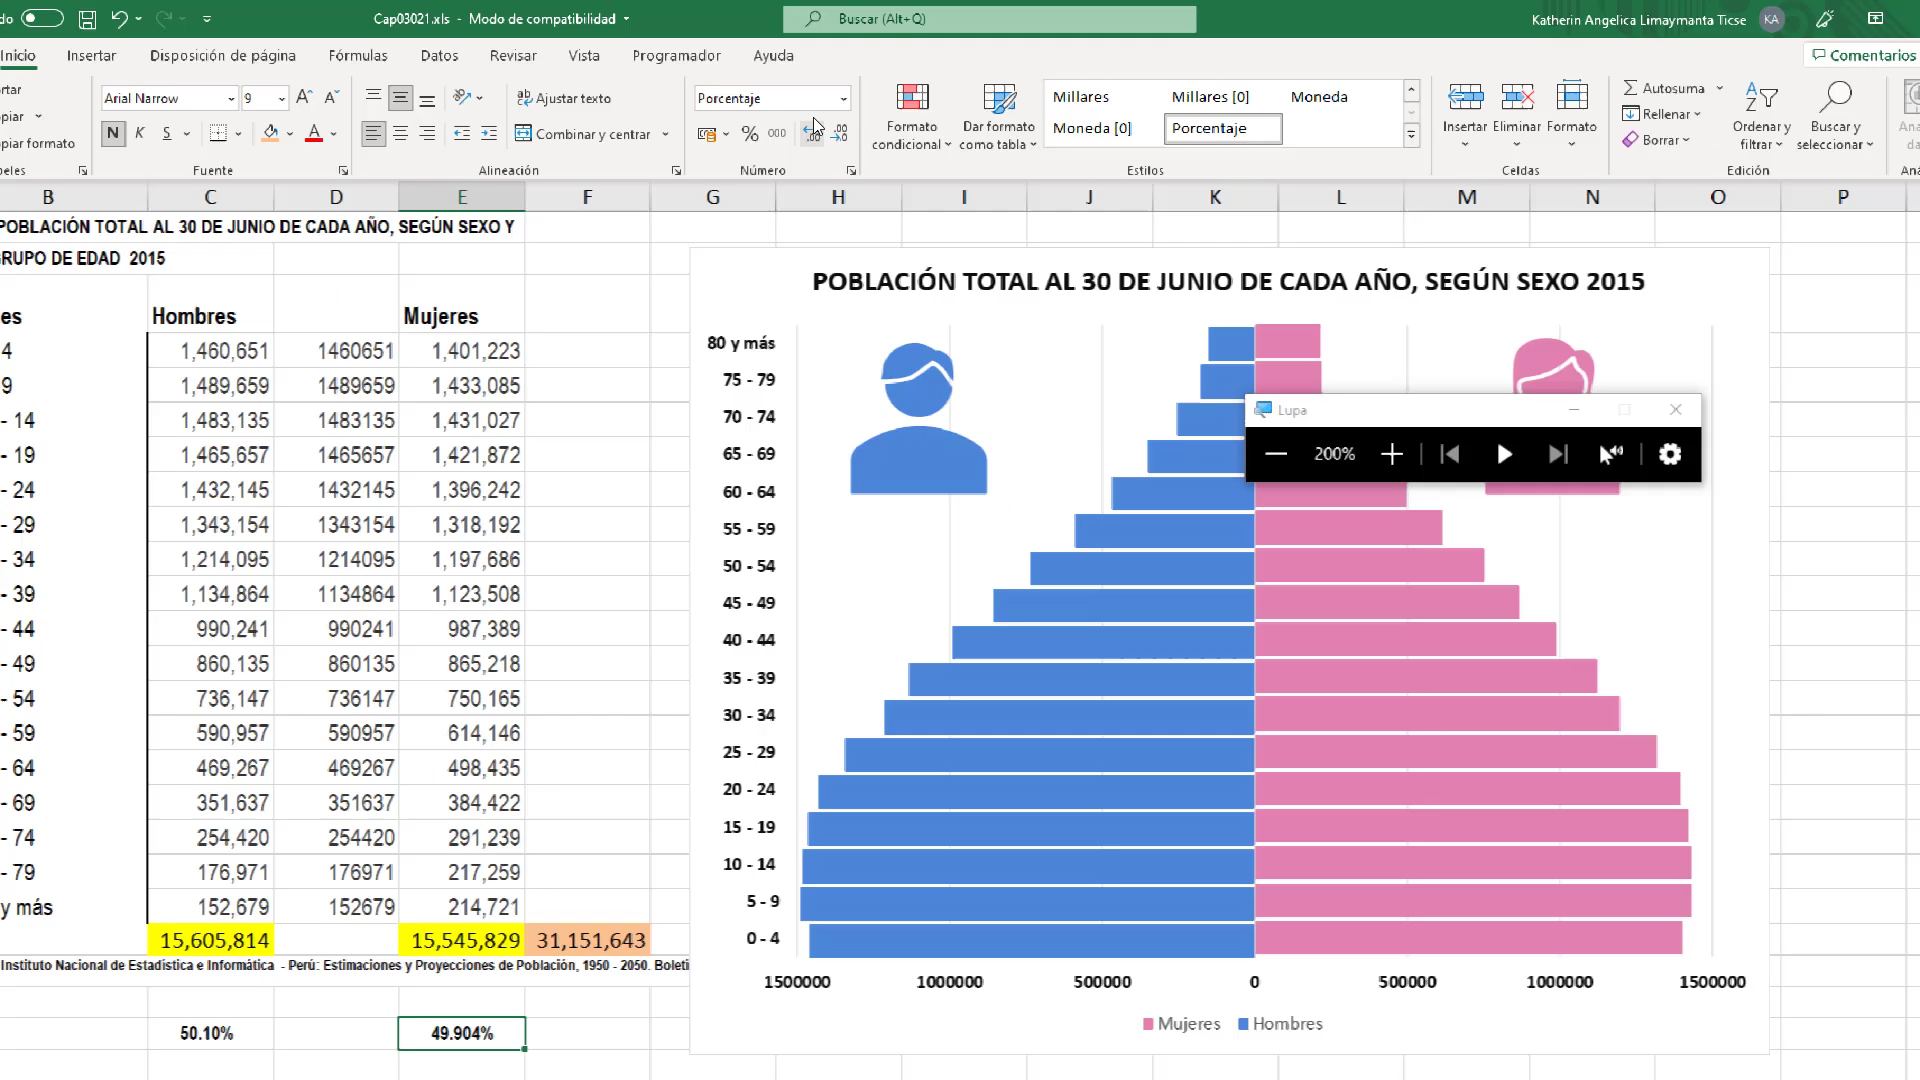 do Cap03021.xls - Modo de compatibilidad Buscar (Alt+Q) Katherin Angelica Limaymanta Ticse KA
Inicio Insertar Disposición de página Fórmulas Datos Revisar Vista Programador Ayuda Comentarios
rtar Arial Narrow 9 A A Ajustar texto Porcentaje Millares Millares [0] Moneda Autosuma
piar N K S A Combinar y centrar % 000 Formato condicional Dar formato como tabla Moneda [0] Porcentaje Insertar Eliminar Formato Rellenar Ordenar y filtrar Buscar y seleccionar
piar formato Borrar
peles Fuente Alineación Número Estilos Celdas Edición
B C D E F G H I J K L M N O P
POBLACIÓN TOTAL AL 30 DE JUNIO DE CADA AÑO, SEGÚN SEXO Y
GRUPO DE EDAD 2015
es Hombres Mujeres
4 1,460,651 1460651 1,401,223
9 1,489,659 1489659 1,433,085
- 14 1,483,135 1483135 1,431,027
- 19 1,465,657 1465657 1,421,872
- 24 1,432,145 1432145 1,396,242
- 29 1,343,154 1343154 1,318,192
- 34 1,214,095 1214095 1,197,686
- 39 1,134,864 1134864 1,123,508
- 44 990,241 990241 987,389
- 49 860,135 860135 865,218
- 54 736,147 736147 750,165
- 59 590,957 590957 614,146
- 64 469,267 469267 498,435
- 69 351,637 351637 384,422
- 74 254,420 254420 291,239
- 79 176,971 176971 217,259
y más 152,679 152679 214,721
15,605,814 15,545,829 31,151,643
Instituto Nacional de Estadística e Informática - Perú: Estimaciones y Proyecciones de Población, 1950 - 2050. Boletí
50.10% 49.904%
POBLACIÓN TOTAL AL 30 DE JUNIO DE CADA AÑO, SEGÚN SEXO 2015
80 y más
75 - 79
70 - 74
65 - 69
60 - 64
55 - 59
50 - 54
45 - 49
40 - 44
35 - 39
30 - 34
25 - 29
20 - 24
15 - 19
10 - 14
5 - 9
0 - 4
1500000 1000000 500000 0 500000 1000000 1500000
Mujeres Hombres
Lupa
200%